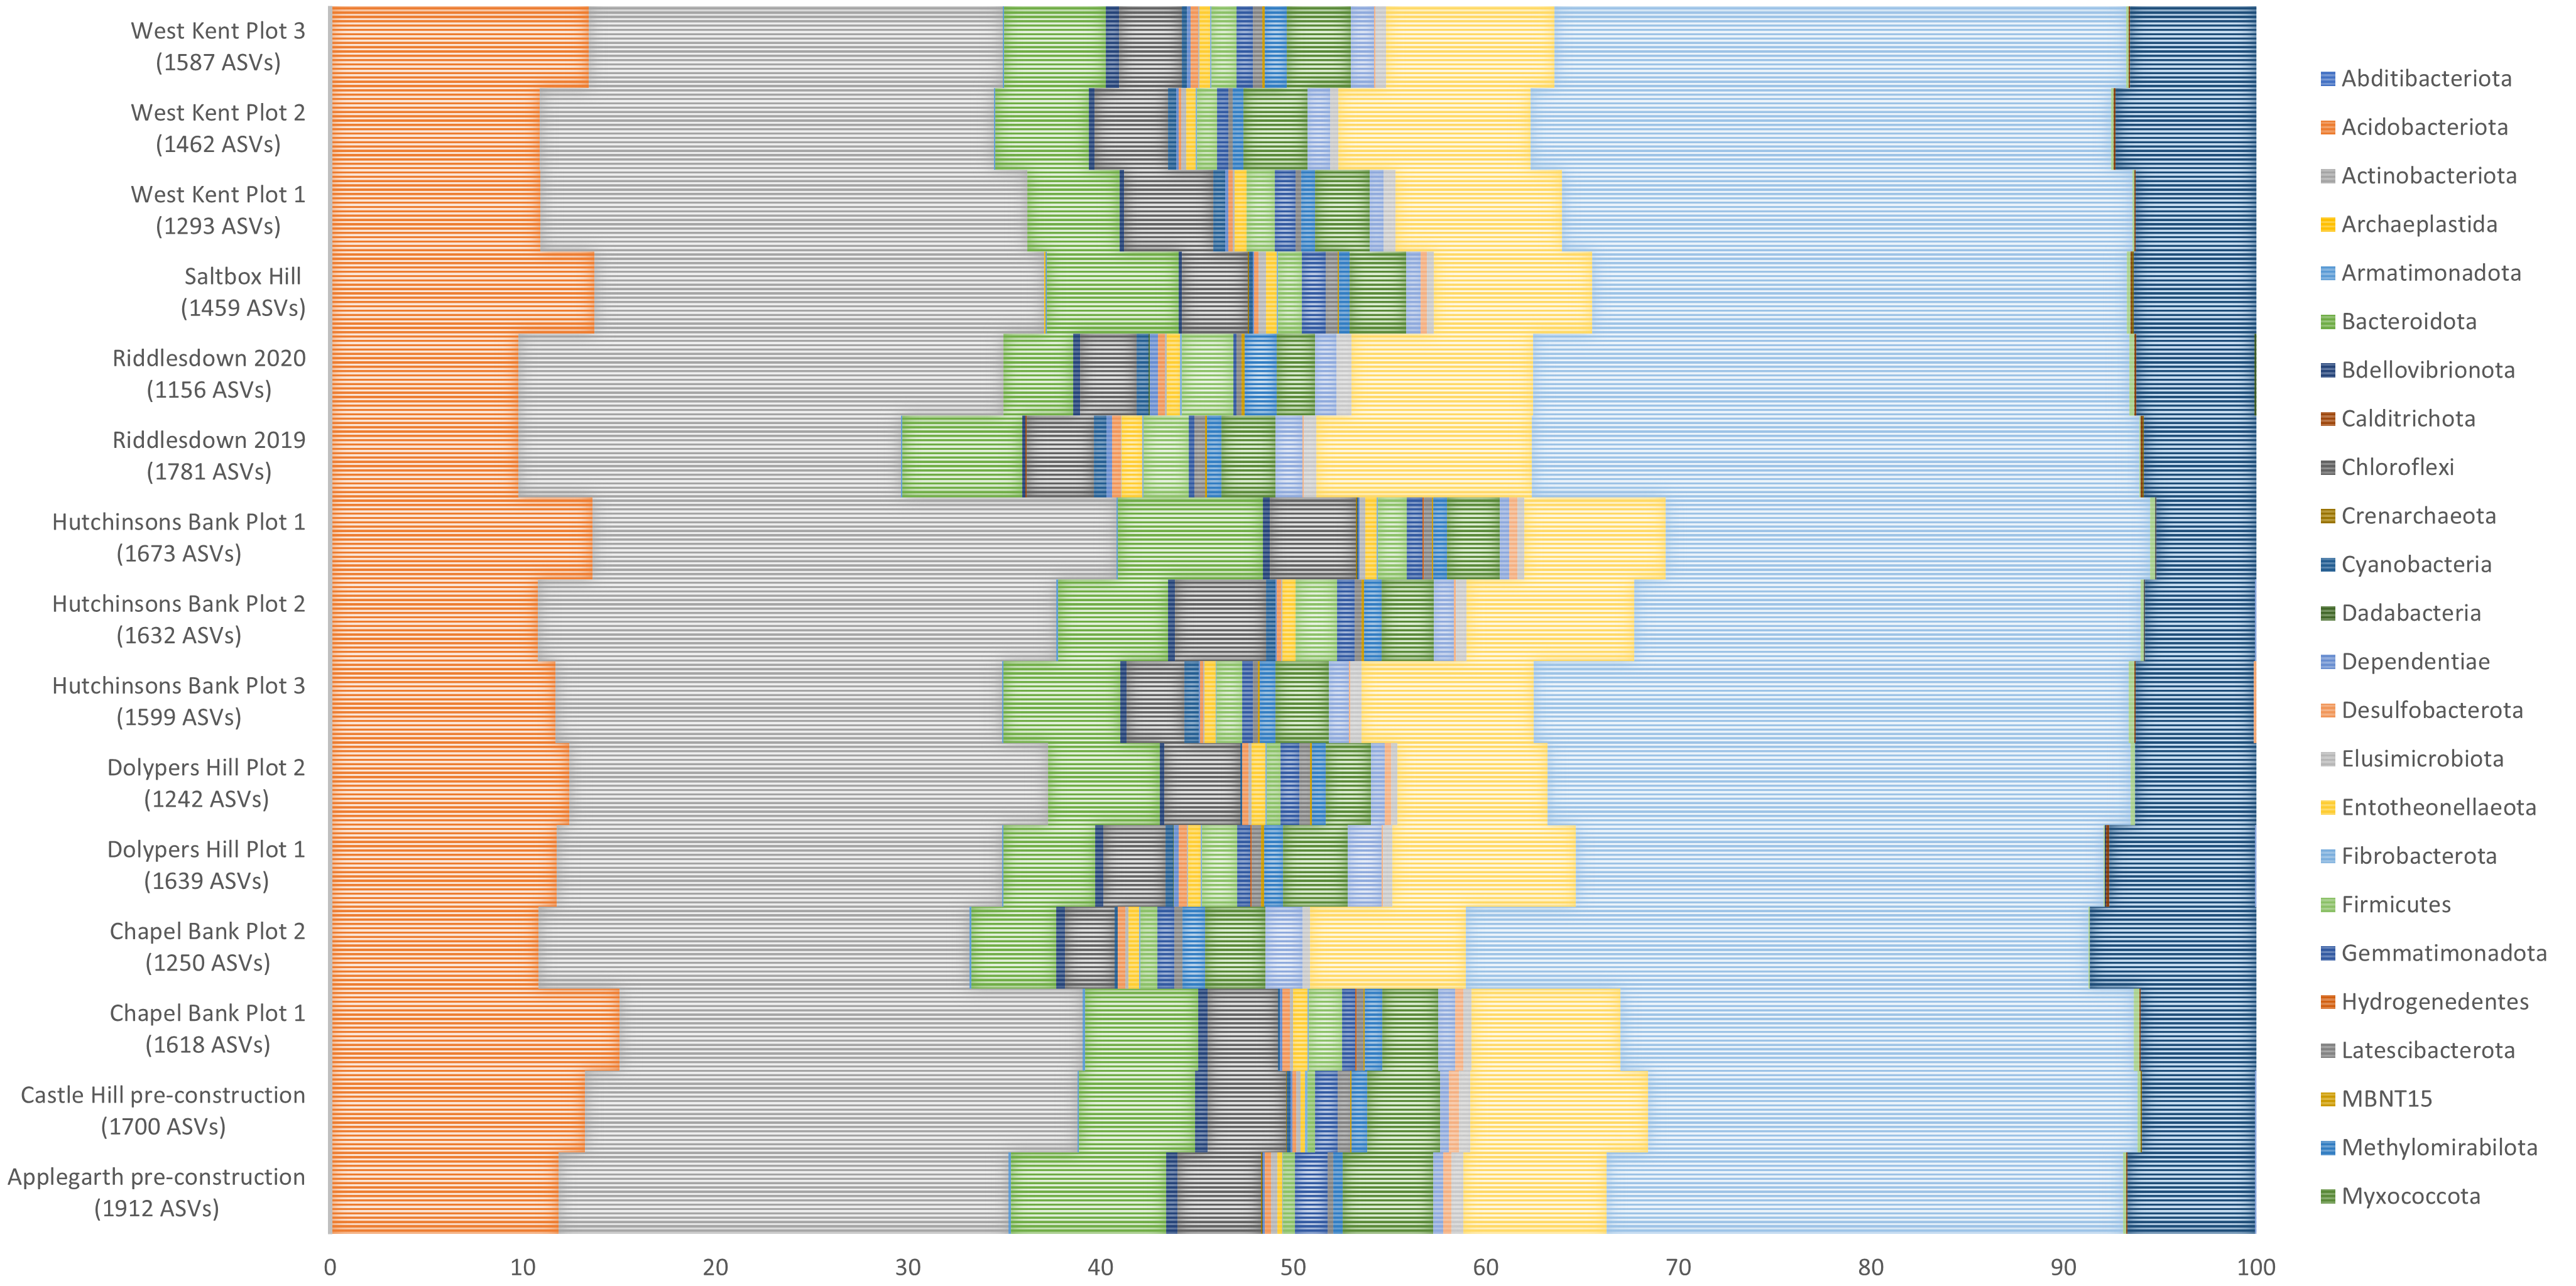 West Kent Plot 3
(1587 ASVs)
West Kent Plot 2
(1462 ASVs)
West Kent Plot 1
(1293 ASVs)
Saltbox Hill
(1459 ASVs)
Riddlesdown 2020
(1156 ASVs)
Riddlesdown 2019
(1781 ASVs)
Hutchinsons Bank Plot 1
(1673 ASVs)
Hutchinsons Bank Plot 2
(1632 ASVs)
Hutchinsons Bank Plot 3
(1599 ASVs)
Dolypers Hill Plot 2
(1242 ASVs)
Dolypers Hill Plot 1
(1639 ASVs)
Chapel Bank Plot 2
(1250 ASVs)
Chapel Bank Plot 1
(1618 ASVs)
Castle Hill pre-construction
(1700 ASVs)
Applegarth pre-construction
(1912 ASVs)
0 10 20 30 40 50 60 70 80 90 100
Abditibacteriota
Acidobacteriota
Actinobacteriota
Archaeplastida
Armatimonadota
Bacteroidota
Bdellovibrionota
Calditrichota
Chloroflexi
Crenarchaeota
Cyanobacteria
Dadabacteria
Dependentiae
Desulfobacterota
Elusimicrobiota
Entotheonellaeota
Fibrobacterota
Firmicutes
Gemmatimonadota
Hydrogenedentes
Latescibacterota
MBNT15
Methylomirabilota
Myxococcota